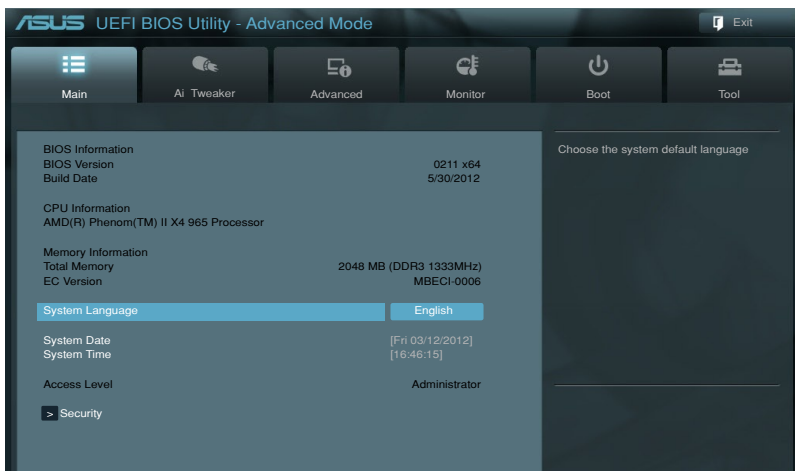 ASUS UEFI BIOS Utility - Advanced Mode
Exit
Main Ai Tweaker Advanced Monitor Boot Tool
BIOS Information
BIOS Version 0211 x64
Build Date 5/30/2012
CPU Information
AMD(R) Phenom(TM) II X4 965 Processor
Memory Information
Total Memory 2048 MB (DDR3 1333MHz)
EC Version MBECI-0006
System Language English
System Date [Fri 03/12/2012]
System Time [16:46:15]
Access Level Administrator
> Security
Choose the system default language